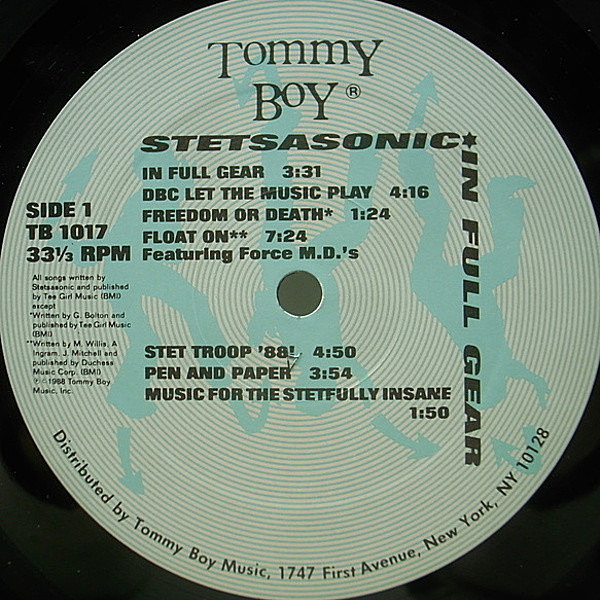 TOMMY
BOY ®
STETSASONIC★IN FULL GEAR
IN FULL GEAR 3:31
DBC LET THE MUSIC PLAY 4:16
FREEDOM OR DEATH* 1:24
FLOAT ON** 7:24
Featuring Force M.D.'s
SIDE 1
TB 1017
33⅓ RPM
All songs written by
Stetsasonic and published
by Tee Girl Music (BMI)
except
*Written by G. Bolton and
published by Tee Girl Music
(BMI)
**Written by M. Willis, A
Ingram, J. Mitchell and
published by Duchess
Music Corp. (BMI)
℗ © 1988 Tommy Boy
Music, Inc.
STET TROOP '88! 4:50
PEN AND PAPER 3:54
MUSIC FOR THE STETFULLY INSANE
1:50
Distributed by Tommy Boy Music, 1747 First Avenue, New York, NY 10128